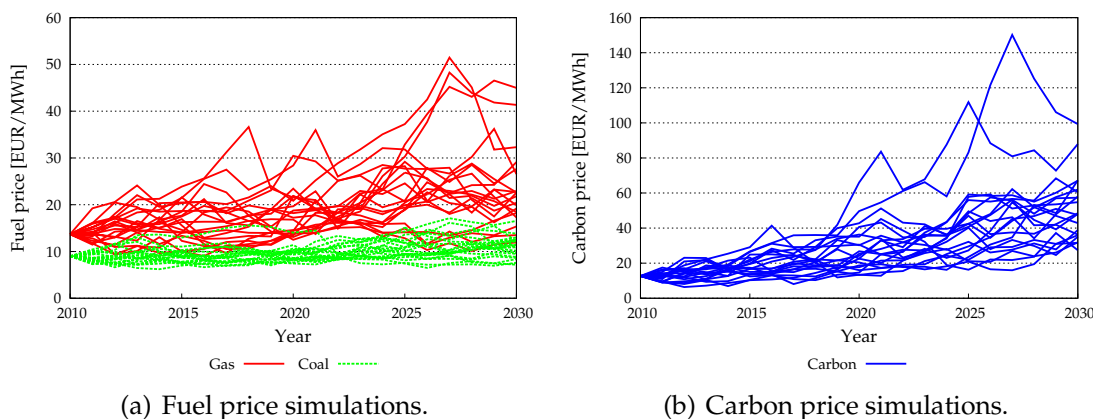 60
50
40
30
20
10
0
Fuel price [EUR/MWh]
2010 2015 2020 2025 2030
Year
Gas Coal
(a) Fuel price simulations.
160
140
120
100
80
60
40
20
0
Carbon price [EUR/MWh]
2010 2015 2020 2025 2030
Year
Carbon
(b) Carbon price simulations.